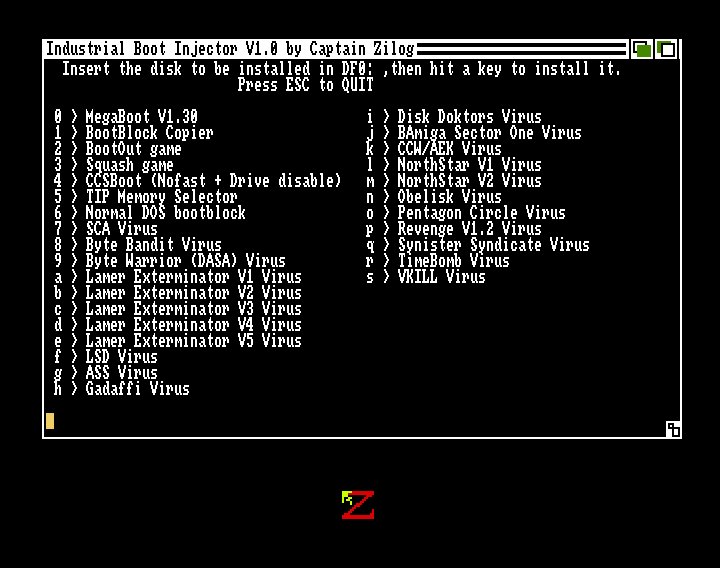 Industrial Boot Injector V1.0 by Captain Zilog
Insert the disk to be installed in DF0: ,then hit a key to install it.
Press ESC to QUIT
0 > MegaBoot V1.30
1 > BootBlock Copier
2 > BootOut game
3 > Squash game
4 > CCSBoot (Nofast + Drive disable)
5 > TIP Memory Selector
6 > Normal DOS bootblock
7 > SCA Virus
8 > Byte Bandit Virus
9 > Byte Warrior (DASA) Virus
a > Lamer Exterminator V1 Virus
b > Lamer Exterminator V2 Virus
c > Lamer Exterminator V3 Virus
d > Lamer Exterminator V4 Virus
e > Lamer Exterminator V5 Virus
f > LSD Virus
g > ASS Virus
h > Gadaffi Virus
i > Disk Doktors Virus
j > BAmiga Sector One Virus
k > CCW/AEK Virus
l > NorthStar V1 Virus
m > NorthStar V2 Virus
n > Obelisk Virus
o > Pentagon Circle Virus
p > Revenge V1.2 Virus
q > Synister Syndicate Virus
r > TimeBomb Virus
s > VKILL Virus
Z